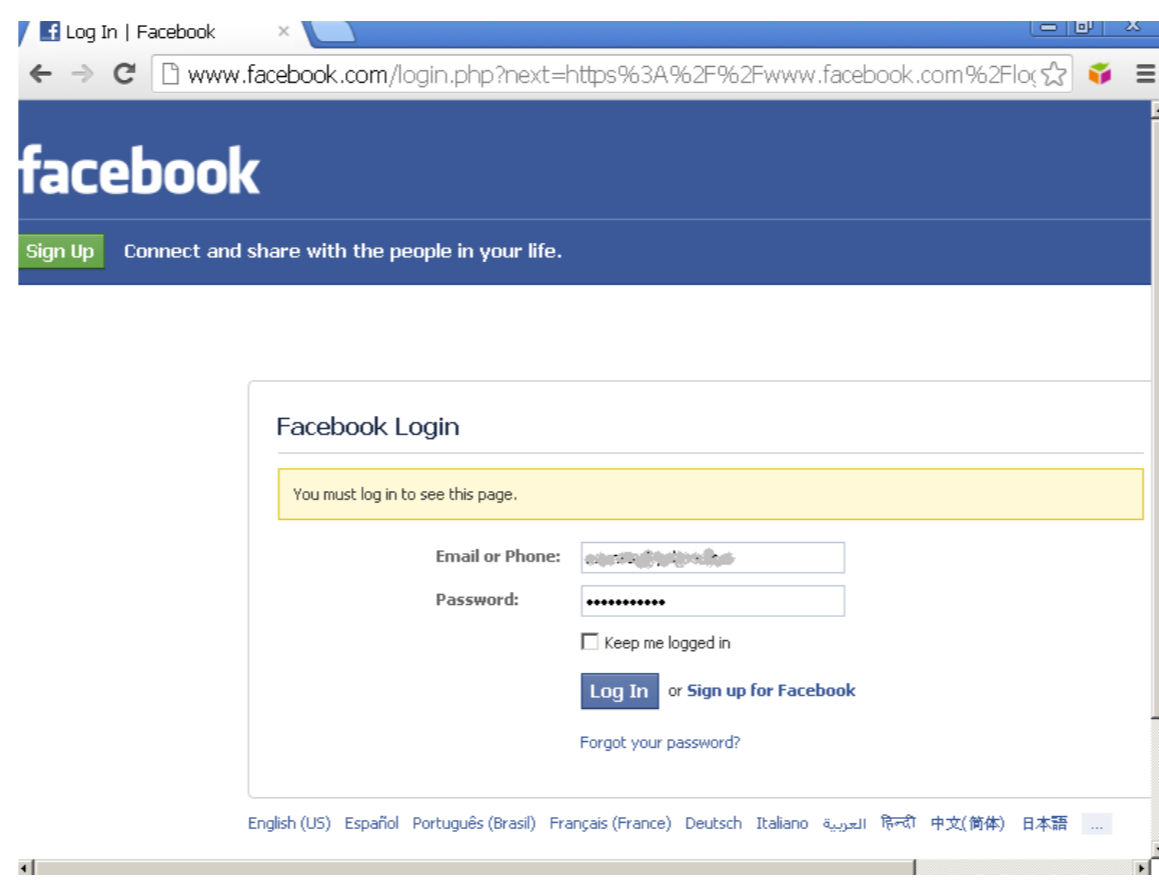 Log In | Facebook
www.facebook.com/login.php?next=https%3A%2F%2Fwww.facebook.com%2Flog
facebook
Sign Up Connect and share with the people in your life.
Facebook Login
You must log in to see this page.
Email or Phone:
Password:
Keep me logged in
Log In or Sign up for Facebook
Forgot your password?
English (US) Español Português (Brasil) Français (France) Deutsch Italiano العربية हिन्दी 中文(简体) 日本語 ...